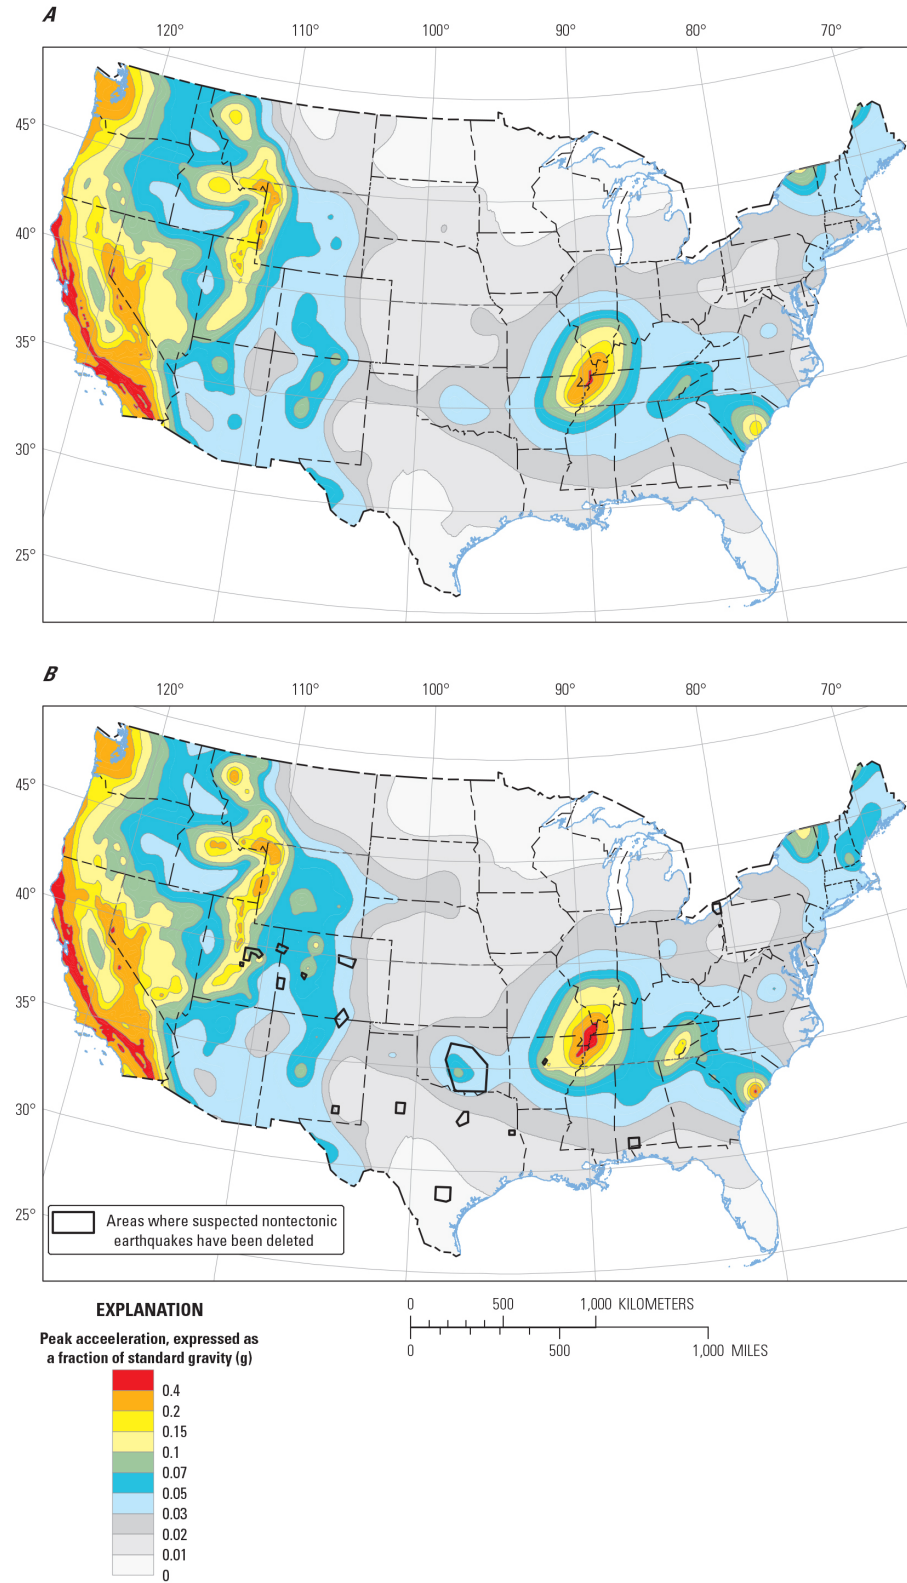 A
120° 110° 100° 90° 80° 70°
45°
40°
35°
30°
25°
B
120° 110° 100° 90° 80° 70°
45°
40°
35°
30°
25°
Areas where suspected nontectonic
earthquakes have been deleted
EXPLANATION
Peak acceeleration, expressed as
a fraction of standard gravity (g)
0.4
0.2
0.15
0.1
0.07
0.05
0.03
0.02
0.01
0
0 500 1,000 KILOMETERS
0 500 1,000 MILES